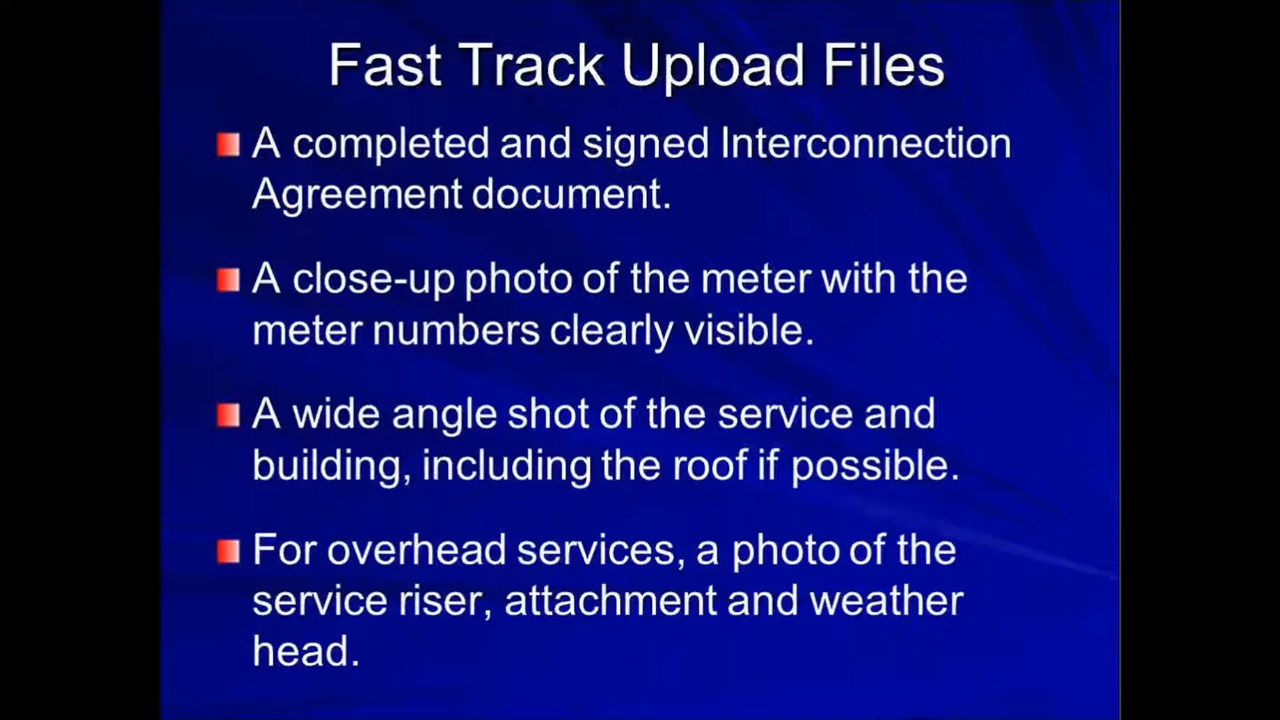 Fast Track Upload Files
A completed and signed Interconnection
Agreement document.
A close-up photo of the meter with the
meter numbers clearly visible.
A wide angle shot of the service and
building, including the roof if possible.
For overhead services, a photo of the
service riser, attachment and weather
head.